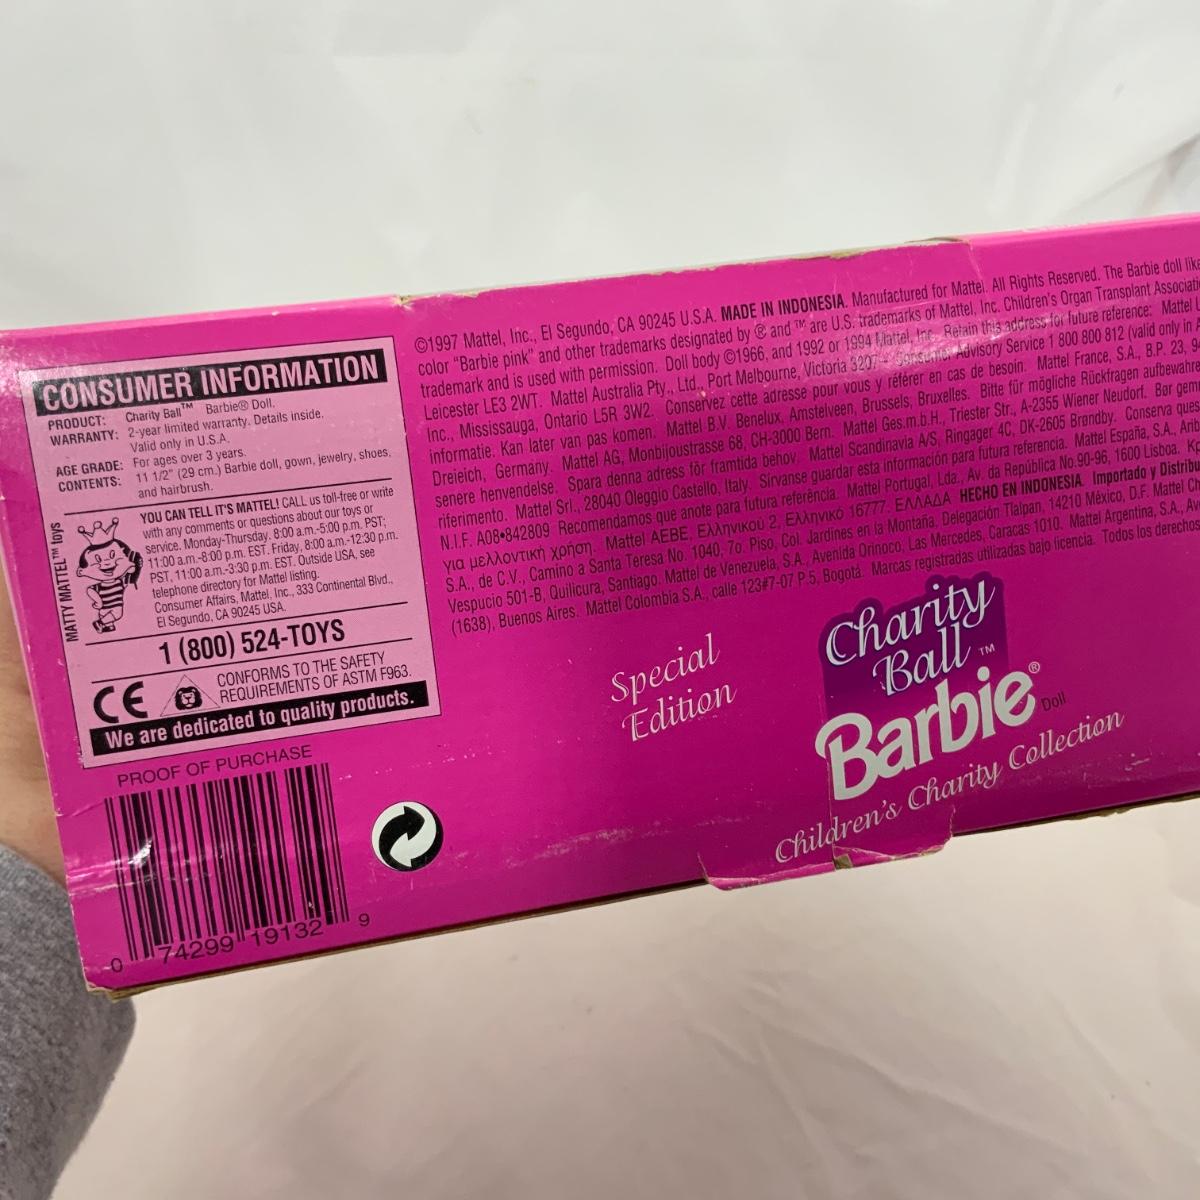 CONSUMER INFORMATION
PRODUCT: Charity Ball™ Barbie® Doll.
WARRANTY: 2-year limited warranty. Details inside.
Valid only in U.S.A.
AGE GRADE: For ages over 3 years.
CONTENTS: 11 1/2" (29 cm.) Barbie doll, gown, jewelry, shoes,
and hairbrush.
MATTY MATTEL™ Toys
YOU CAN TELL IT'S MATTEL! CALL us toll-free or write
with any comments or questions about our toys or
service. Monday-Thursday. 8:00 a.m.-5:00 p.m. PST;
11:00 a.m.-8:00 p.m. EST. Friday, 8:00 a.m.-12:30 p.m.
PST, 11:00 a.m.-3:30 p.m. EST. Outside USA, see
telephone directory for Mattel listing.
Consumer Affairs, Mattel, Inc., 333 Continental Blvd.,
El Segundo, CA 90245 USA.
1 (800) 524-TOYS
CE
CONFORMS TO THE SAFETY
REQUIREMENTS OF ASTM F963.
We are dedicated to quality products.
PROOF OF PURCHASE
0 74299 19132 9
©1997 Mattel, Inc., El Segundo, CA 90245 U.S.A. MADE IN INDONESIA. Manufactured for Mattel. All Rights Reserved. The Barbie doll
color "Barbie pink" and other trademarks designated by ® and ™ are U.S. trademarks of Mattel, Inc. Children's Organ Transplant
trademark and is used with permission. Doll body ©1966, and 1992 or 1994 Mattel, Inc. Retain this address for future reference: Mattel
Leicester LE3 2WT. Mattel Australia Pty., Ltd., Port Melbourne, Victoria 3207. Consumer Advisory Service 1 800 800 812 (valid only in
Inc., Mississauga, Ontario L5R 3W2. Conservez cette adresse pour vous y référer en cas de besoin. Mattel France, S.A., B.P. 23,
informatie: Kan later van pas komen. Mattel B.V. Benelux, Amstelveen, Brussels, Bruxelles. Bitte für mögliche Rückfragen
Dreieich, Germany. Mattel AG, Monbijoustrasse 68, CH-3000 Bern. Mattel Ges.m.b.H., Triester Str., A-2355 Wiener Neudorf. Bør
senere henvendelse. Spara denna adress för framtida behov. Mattel Scandinavia A/S, Ringager 4C, DK-2605 Brøndby. Conserva
riferimento. Mattel Srl., 28040 Oleggio Castello, Italy. Sírvanse guardar esta información para futura referencia. Mattel España, S.A.,
N.I.F. A08•842809 Recomendamos que anote para futura referência. Mattel Portugal, Lda., Av. da República No.90-96, 1600 Lisboa.
για μελλοντική χρήση. Mattel AEBE, Ελληνικού 2, Ελληνικό 16777. ΕΛΛΑΔΑ HECHO EN INDONESIA. Importado y
S.A., de C.V., Camino a Santa Teresa No. 1040, 7o. Piso, Col. Jardines en la Montaña, Delegación Tlalpan, 14210 México, D.F. Mattel
Vespucio 501-B, Quilicura, Santiago. Mattel de Venezuela, S.A., Avenida Orinoco, Las Mercedes, Caracas 1010. Mattel Argentina, S.A.,
(1638), Buenos Aires. Mattel Colombia S.A., calle 123#7-07 P.5, Bogotá. Marcas registradas utilizadas bajo licencia. Todos los
Special
Edition
Charity
Ball™
Barbie®
Doll
Children's Charity Collection